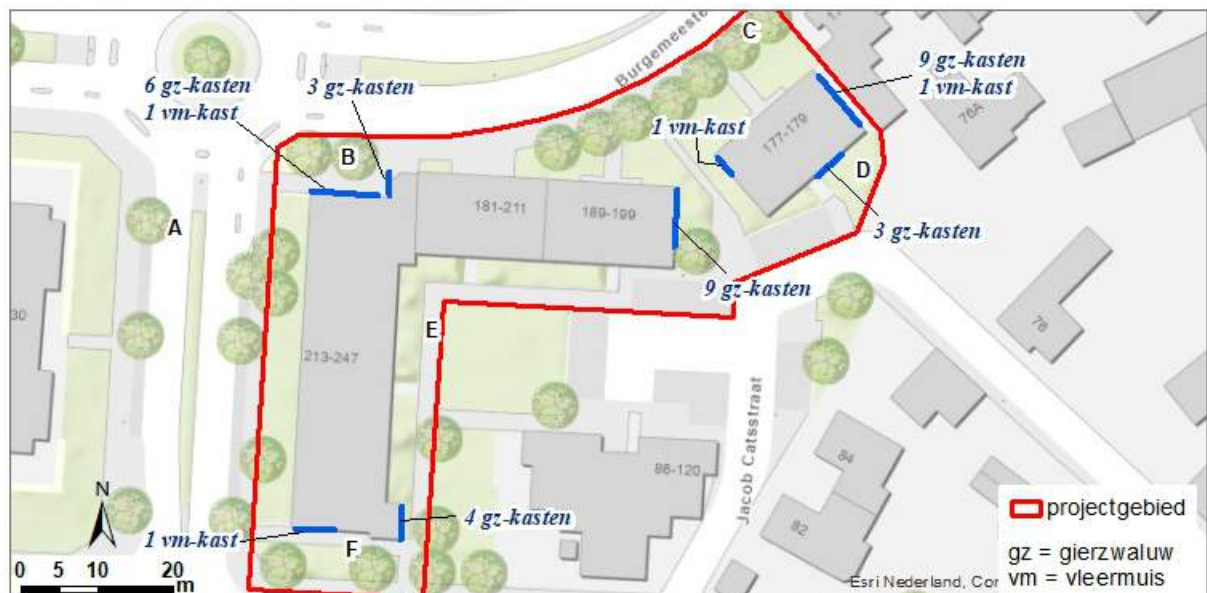 C
Burgemeeste
9 gz-kasten
1 vm-kast
6 gz-kasten
1 vm-kast
3 gz-kasten
76A
1 vm-kast
177-179
B
D
A
181-211
189-199
3 gz-kasten
9 gz-kasten
30
E
76
213-247
Jacob Catsstraat
84
86-120
82
N
4 gz-kasten
1 vm-kast
F
0 5 10 20
m
projectgebied
gz = gierzwaluw
vm = vleermuis
Esri Nederland, Cor